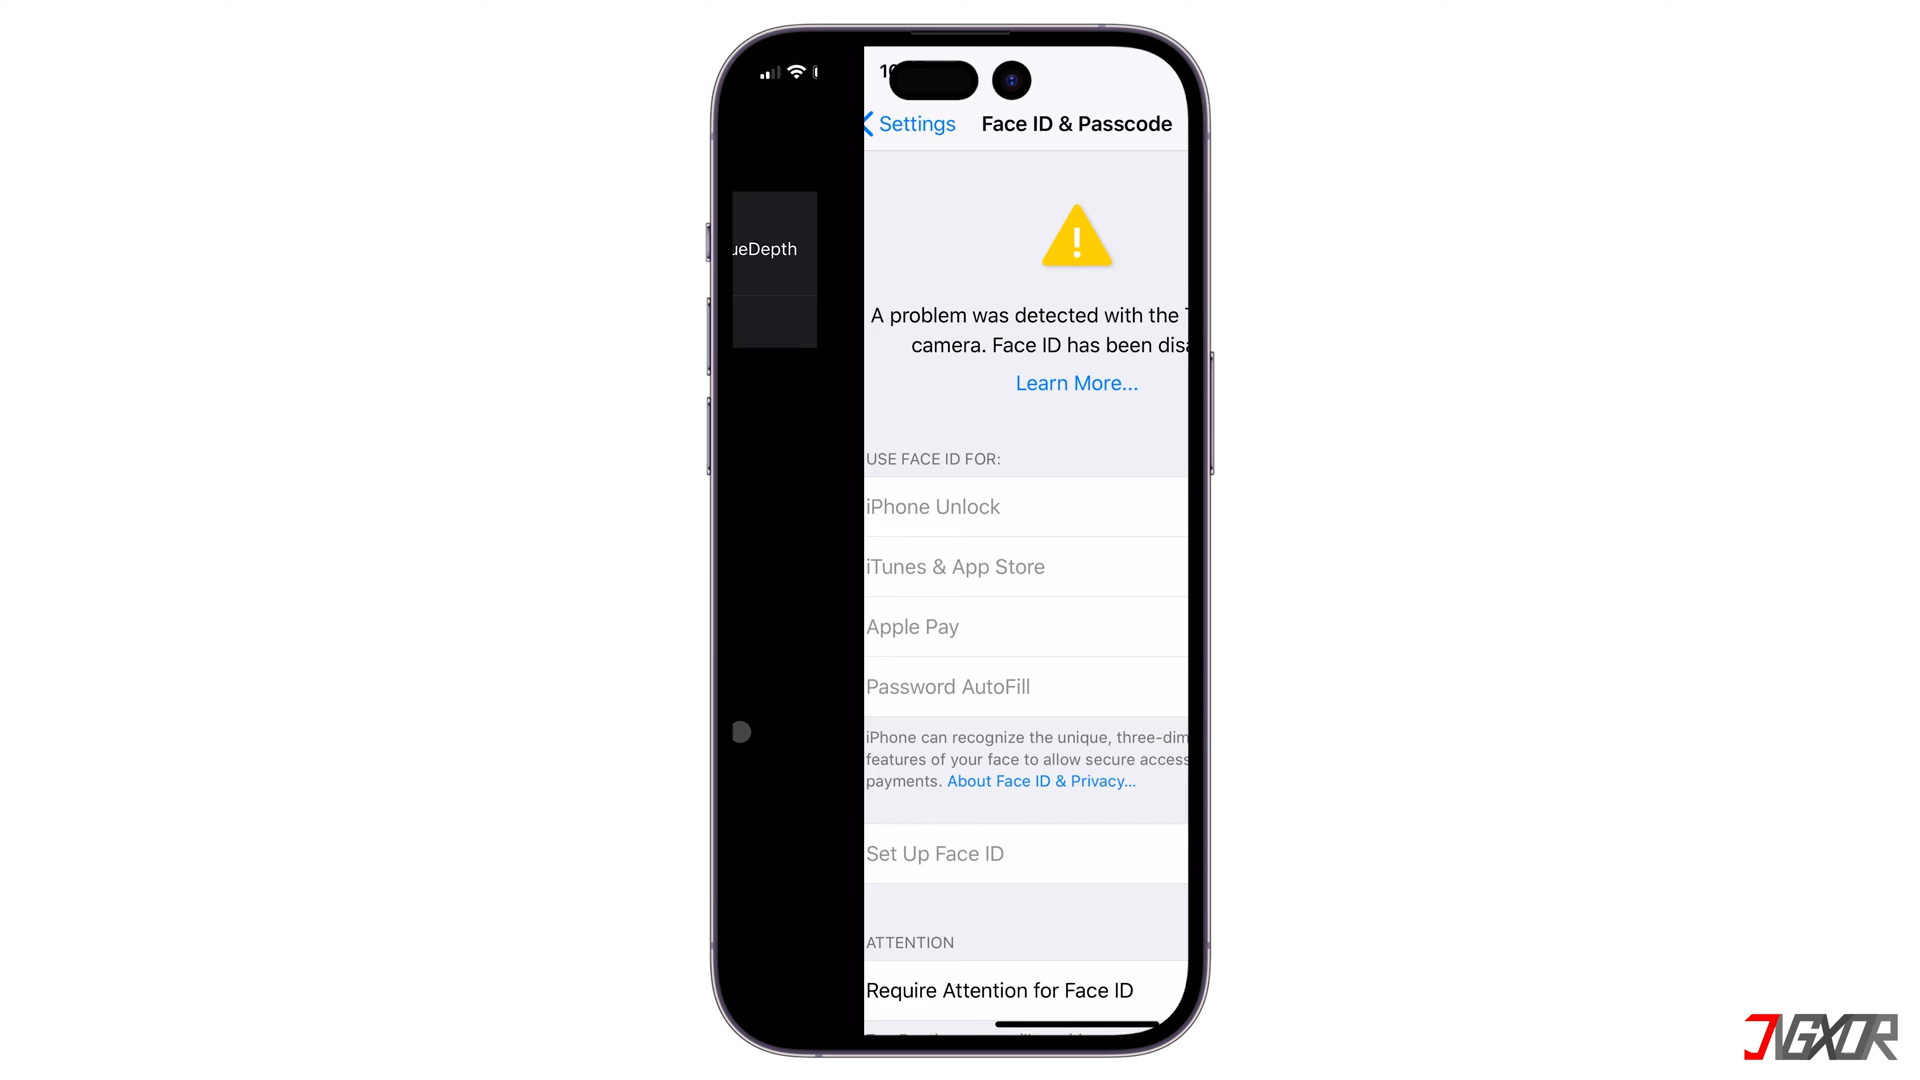 10
Settings
Face ID & Passcode
ueDepth
A problem was detected with the
camera. Face ID has been disa
Learn More...
USE FACE ID FOR:
iPhone Unlock
iTunes & App Store
Apple Pay
Password AutoFill
iPhone can recognize the unique, three-dim
features of your face to allow secure access
payments. About Face ID & Privacy...
Set Up Face ID
ATTENTION
Require Attention for Face ID